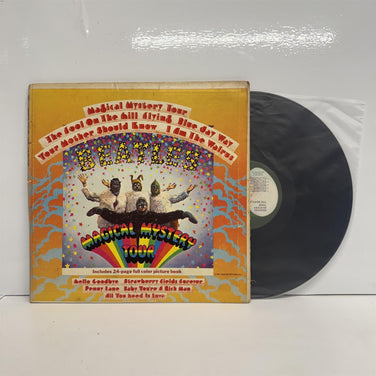 Magical Mystery Tour
The Fool On The Hill Flying Blue Jay Way
Your Mother Should Know I Am The Walrus
BEATLES
MAGICAL MYSTERY
TOUR
Includes 24-page full color picture book
Hello Goodbye Strawberry Fields Forever
Penny Lane Baby You're A Rich Man
All You Need Is Love